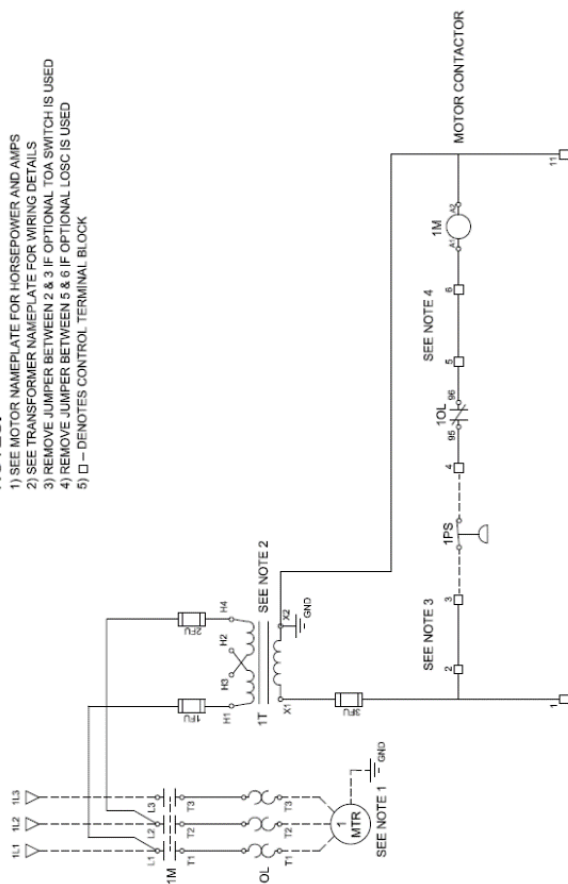 1) SEE MOTOR NAMEPLATE FOR HORSEPOWER AND AMPS
2) SEE TRANSFORMER NAMEPLATE FOR WIRING DETAILS
3) REMOVE JUMPER BETWEEN 2 & 3 IF OPTIONAL TOA SWITCH IS USED
4) REMOVE JUMPER BETWEEN 5 & 6 IF OPTIONAL LOSC IS USED
5) □ – DENOTES CONTROL TERMINAL BLOCK
1L1 1L2 1L3
L1 L2 L3
1M
T1 T2 T3
OL
T1 T2 T3
1
MTR
GND
SEE NOTE 1
1FU 2FU
H1 H3 H2 H4
1T
SEE NOTE 2
X1 X2
GND
3FU
SEE NOTE 3
1PS
1OL
SEE NOTE 4
1M
MOTOR CONTACTOR
2 3 4 95 96 5 6 A1 A2
1 11